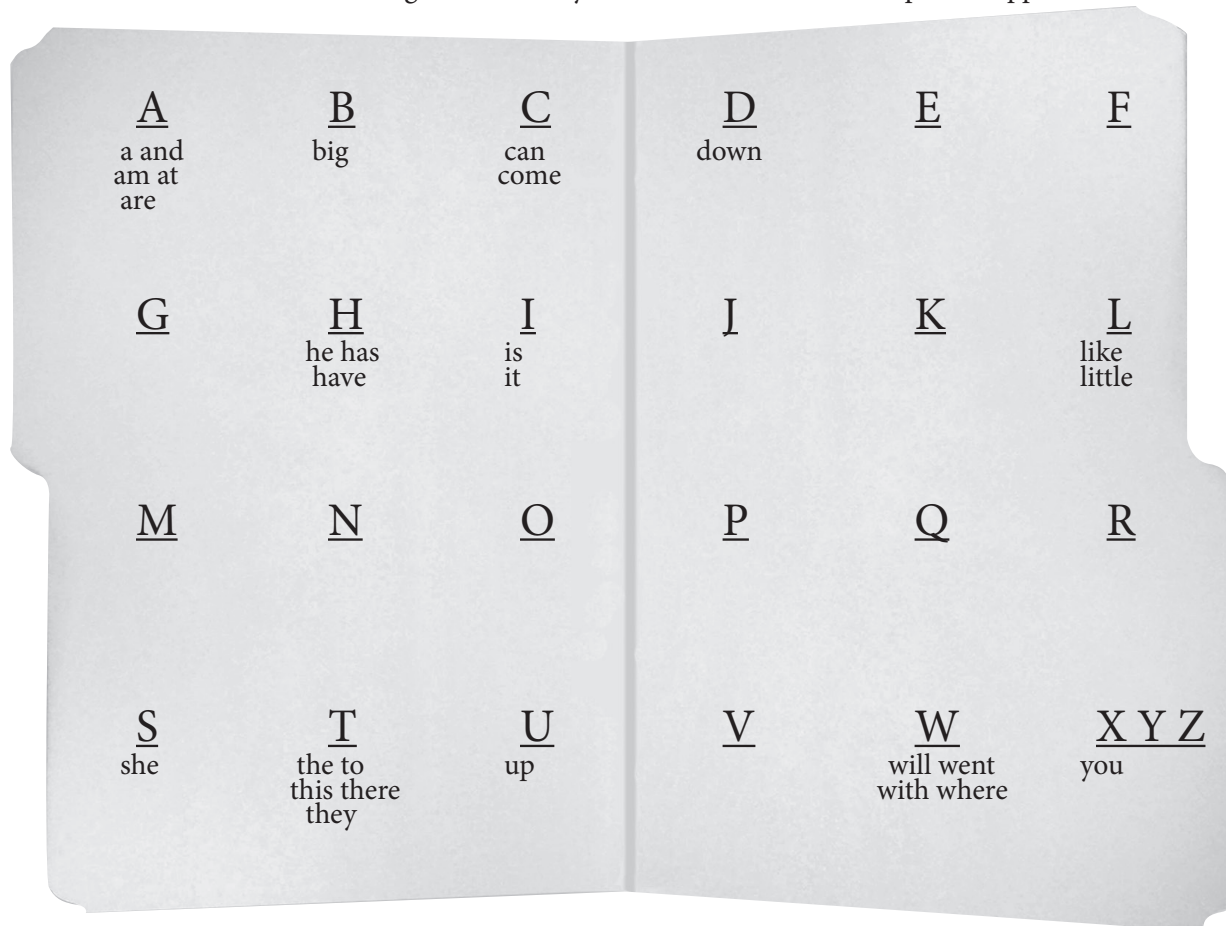 A B C D E F
a and big can down
am at come
are
G H I J K L
he has is like
have it little
M N O P Q R
S T U V W X Y Z
she the to up will went you
this there with where
they